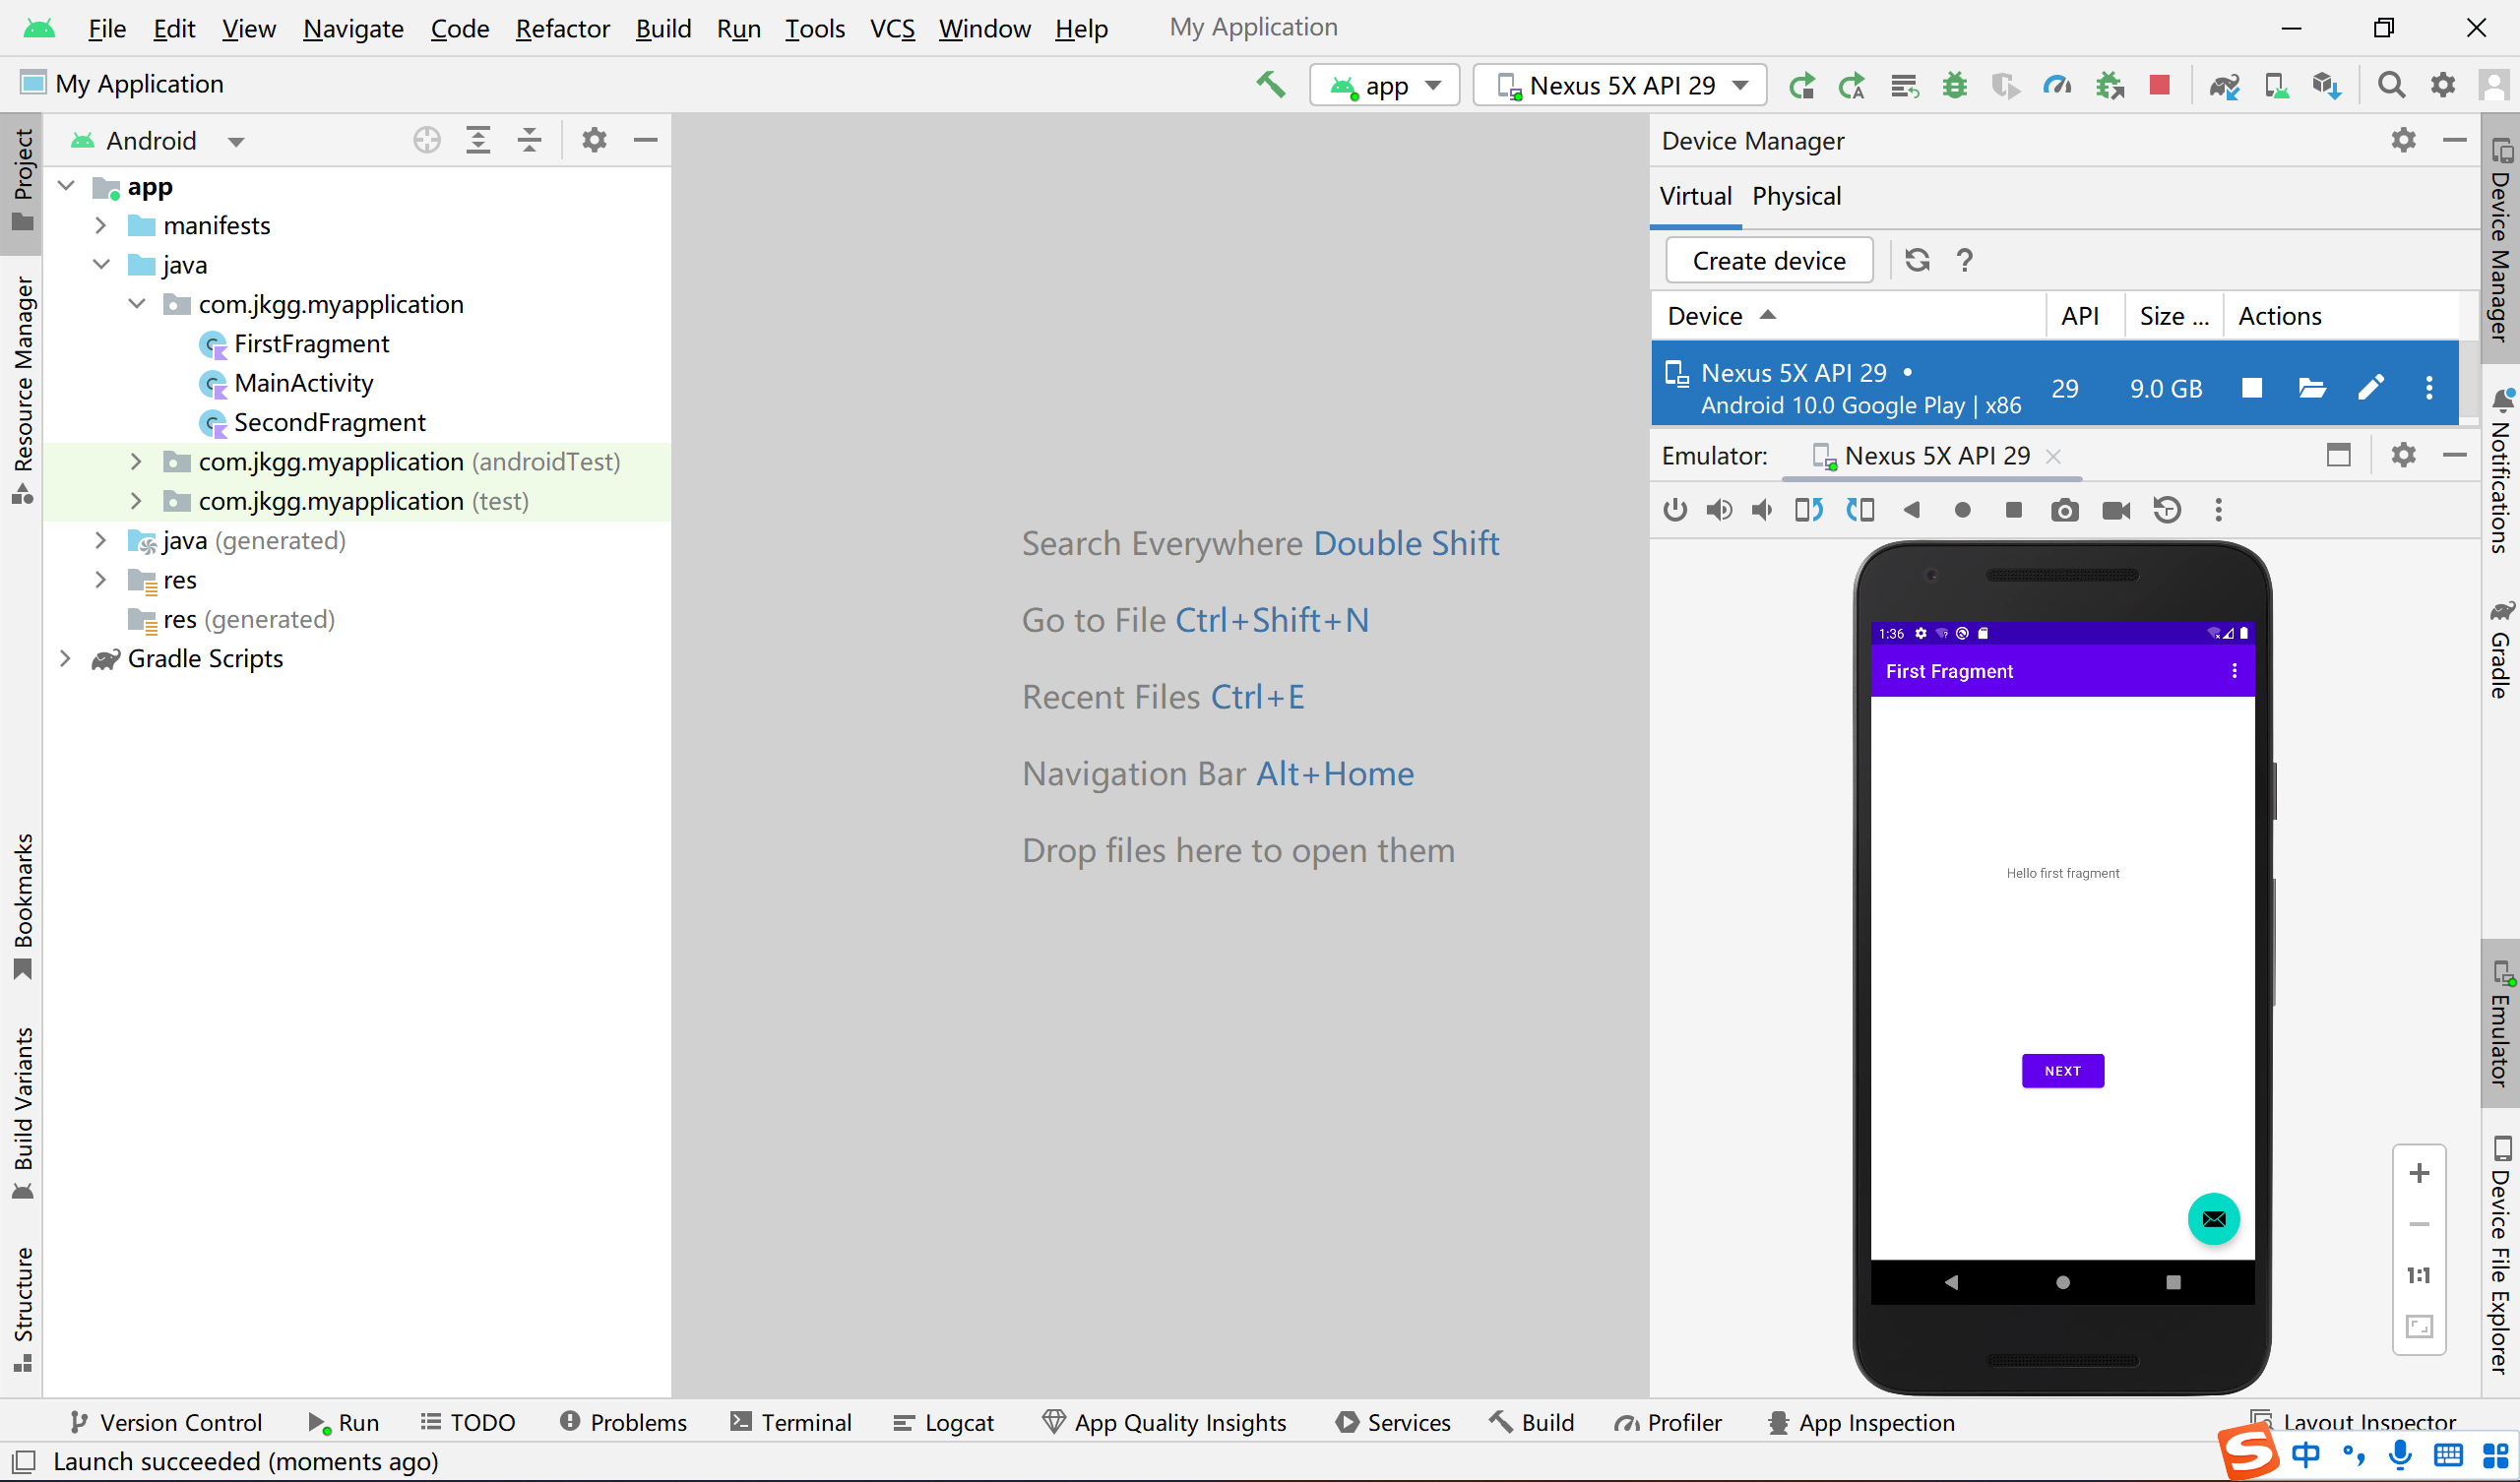 File Edit View Navigate Code Refactor Build Run Tools VCS Window Help My Application
My Application app Nexus 5X API 29
Project
Resource Manager
Bookmarks
Build Variants
Structure
Android
app
manifests
java
com.jkgg.myapplication
FirstFragment
MainActivity
SecondFragment
com.jkgg.myapplication (androidTest)
com.jkgg.myapplication (test)
java (generated)
res
res (generated)
Gradle Scripts
Search Everywhere Double Shift
Go to File Ctrl+Shift+N
Recent Files Ctrl+E
Navigation Bar Alt+Home
Drop files here to open them
Device Manager
Virtual Physical
Create device ?
Device API Size ... Actions
Nexus 5X API 29 •
Android 10.0 Google Play | x86 29 9.0 GB
Emulator: Nexus 5X API 29
1:36
First Fragment
Hello first fragment
NEXT
1:1
Device Manager
Notifications
Gradle
Emulator
Device File Explorer
Version Control Run TODO Problems Terminal Logcat App Quality Insights Services Build Profiler App Inspection Layout Inspector
Launch succeeded (moments ago)
S 中